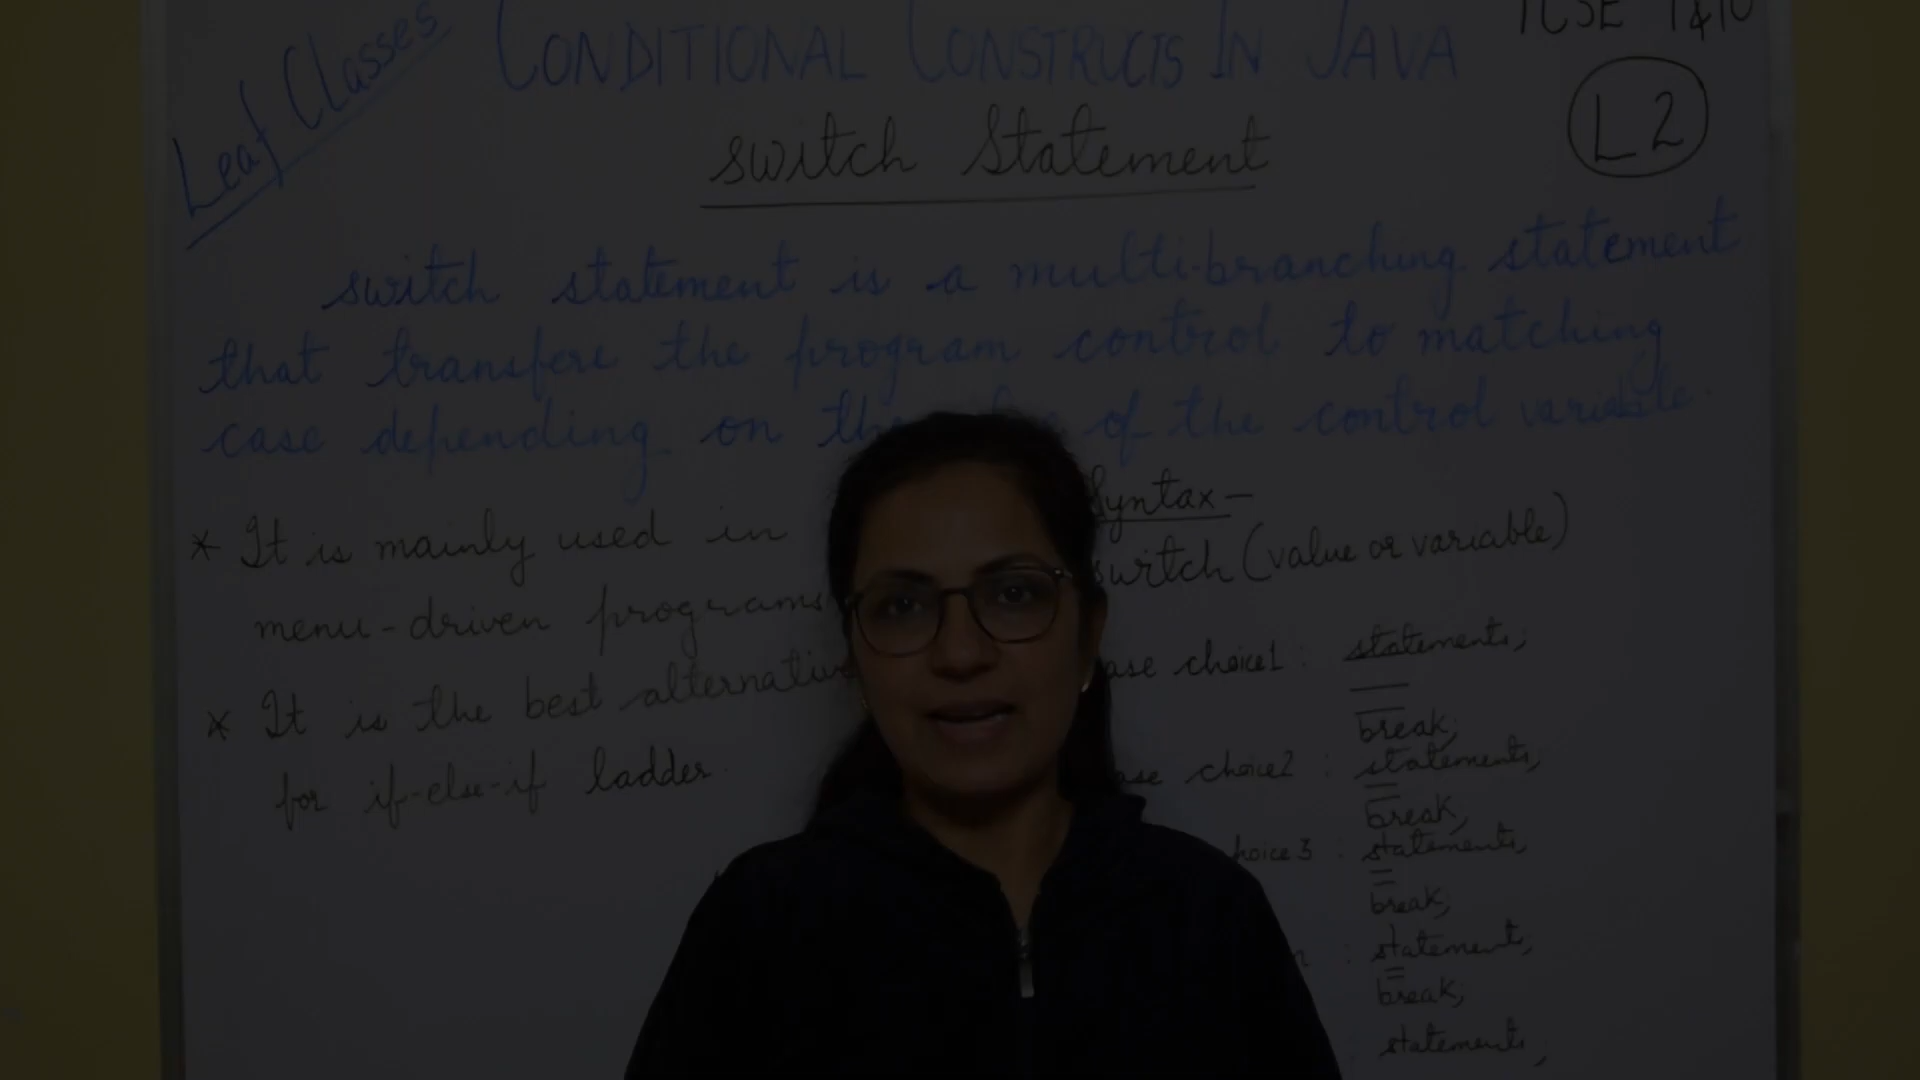 Leaf Classes
CONDITIONAL CONSTRUCTS IN JAVA
ICSE 9&10
L2
switch Statement
switch statement is a multi-branching statement
that transfers the program control to matching
case depending on of the control variable.
* It is mainly used in
menu-driven programs
* It is the best alternative
for if-else-if ladder.
Syntax -
switch (value or variable)
choice1 : statements;
break;
choice2 : statements;
break;
choice3 : statements;
break;
: statement;
break;
statements;